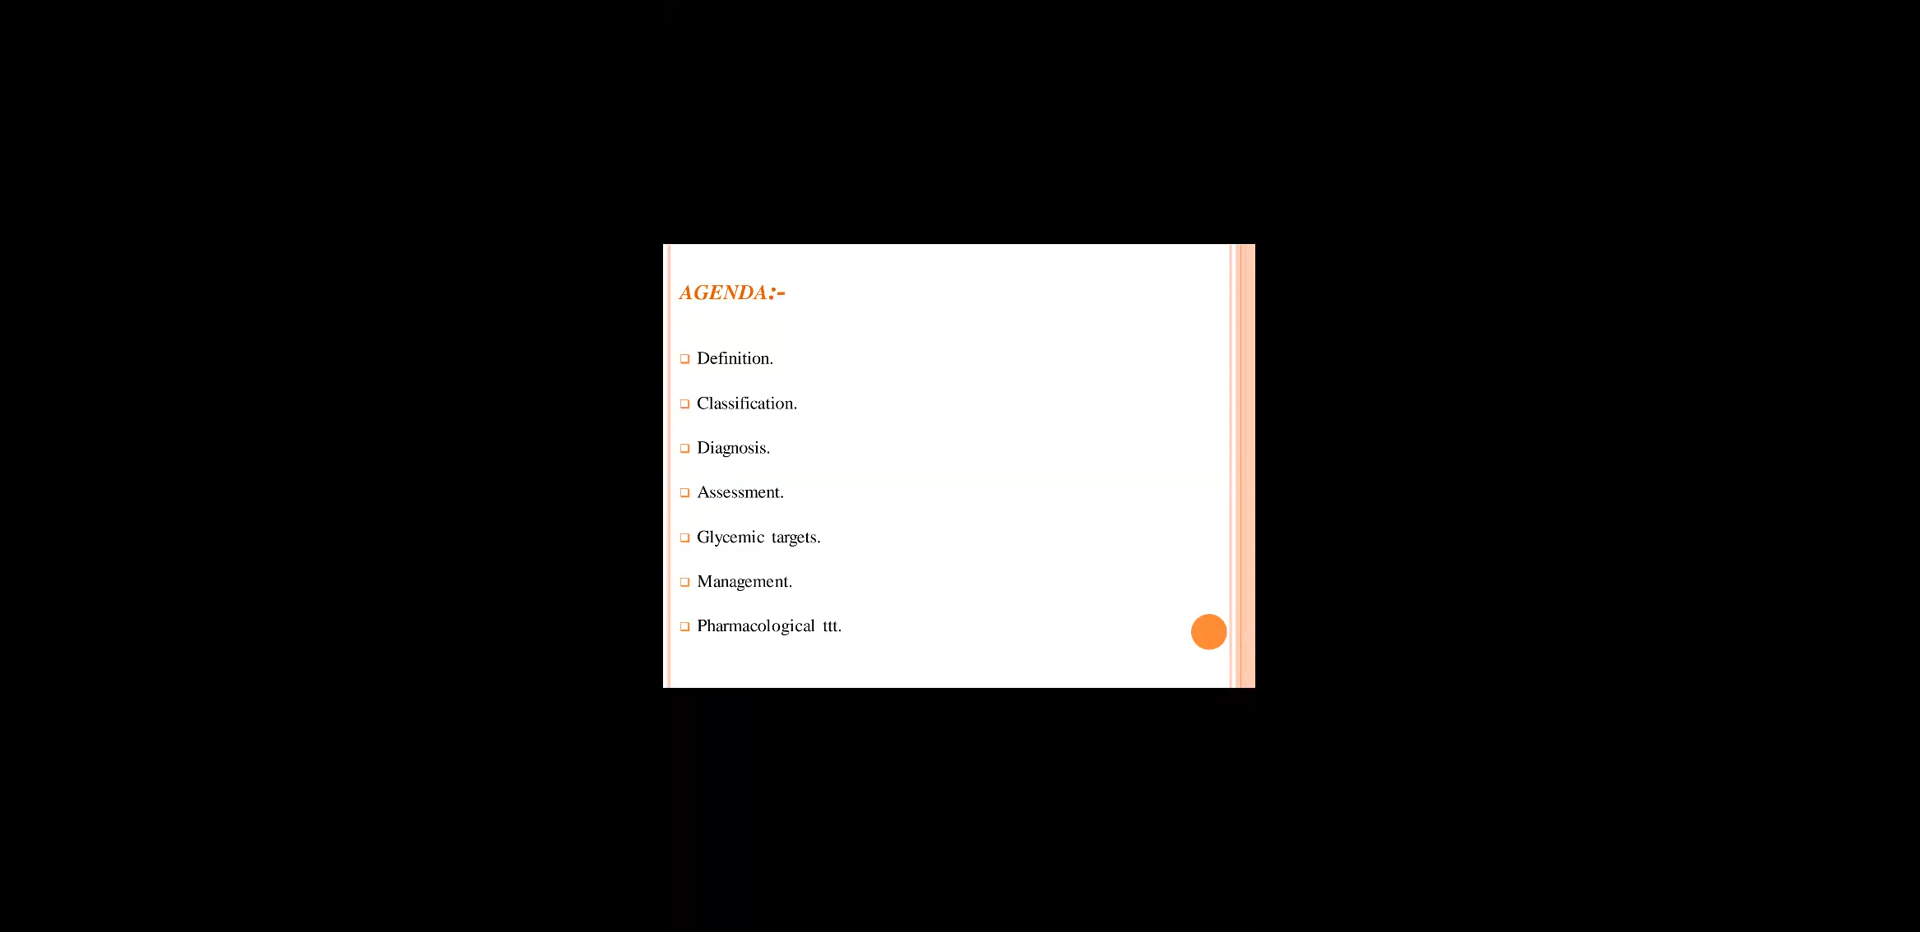 AGENDA:-
Definition.
Classification.
Diagnosis.
Assessment.
Glycemic targets.
Management.
Pharmacological ttt.